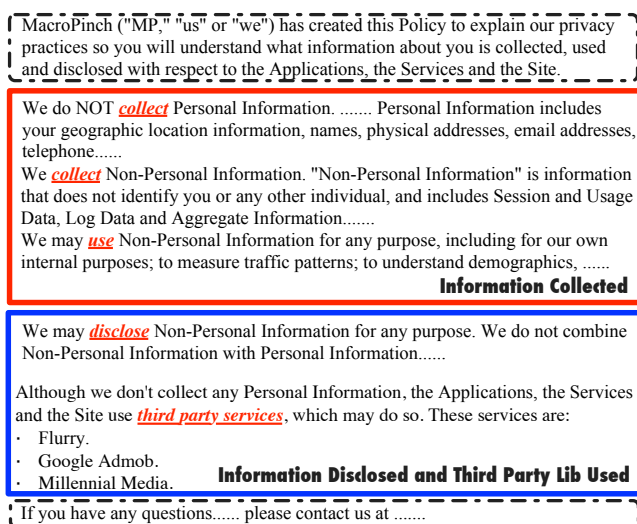 MacroPinch ("MP," "us" or "we") has created this Policy to explain our privacy
practices so you will understand what information about you is collected, used
and disclosed with respect to the Applications, the Services and the Site.
We do NOT collect Personal Information. ....... Personal Information includes
your geographic location information, names, physical addresses, email addresses,
telephone......
We collect Non-Personal Information. "Non-Personal Information" is information
that does not identify you or any other individual, and includes Session and Usage
Data, Log Data and Aggregate Information.......
We may use Non-Personal Information for any purpose, including for our own
internal purposes; to measure traffic patterns; to understand demographics, ......
Information Collected
We may disclose Non-Personal Information for any purpose. We do not combine
Non-Personal Information with Personal Information......
Although we don't collect any Personal Information, the Applications, the Services
and the Site use third party services, which may do so. These services are:
· Flurry.
· Google Admob.
· Millennial Media.
Information Disclosed and Third Party Lib Used
If you have any questions...... please contact us at .......